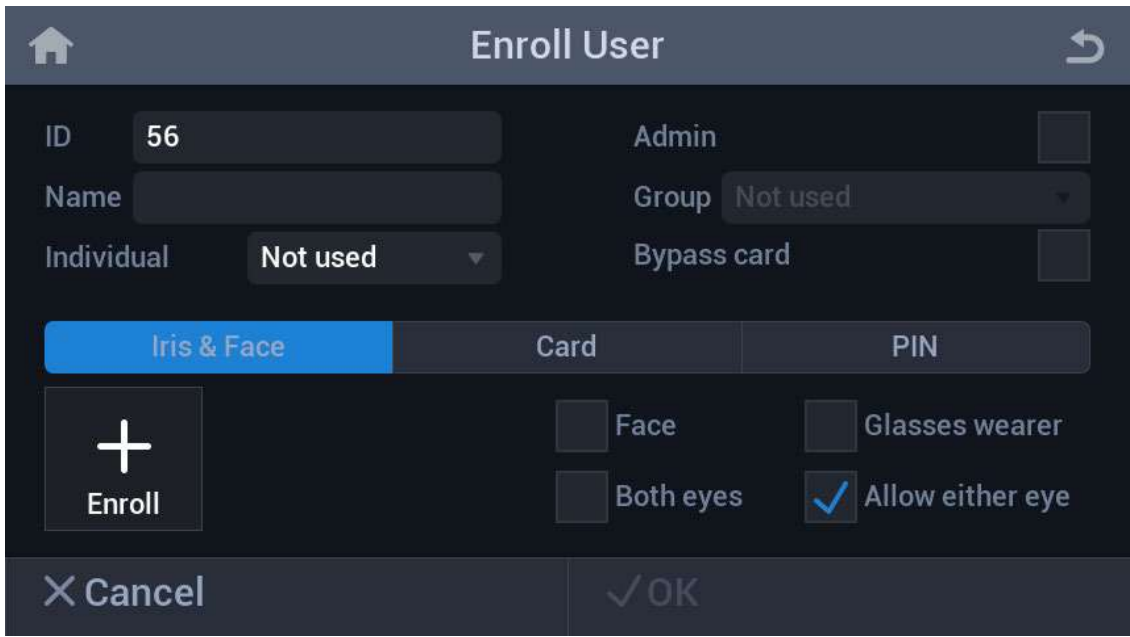 Enroll User
ID 56 Admin
Name Group Not used
Individual Not used Bypass card
Iris & Face Card PIN
Face Glasses wearer
Enroll Both eyes Allow either eye
Cancel OK